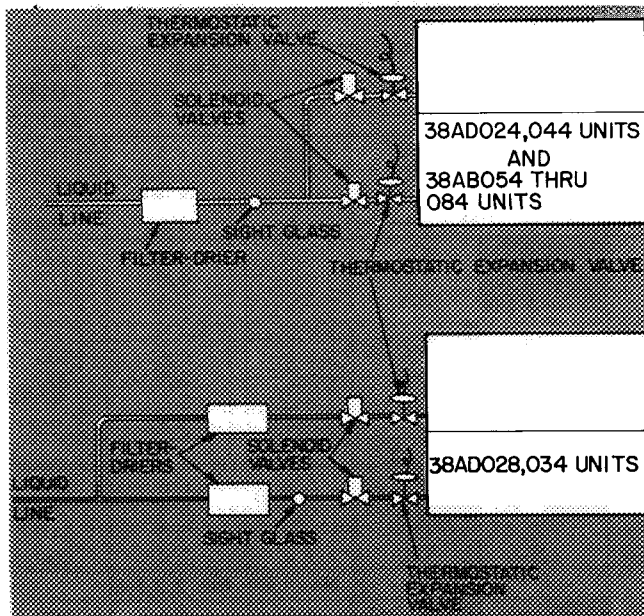 THERMOSTATIC
EXPANSION VALVE
SOLENOID
VALVES
38AD024,044 UNITS
AND
38AB054 THRU
084 UNITS
LIQUID
LINE
SIGHT GLASS
FILTER-DRIER
THERMOSTATIC EXPANSION VALVE
FILTER-
DRIERS
SOLENOID
VALVES
38AD028,034 UNITS
LIQUID
LINE
SIGHT GLASS
THERMOSTATIC
EXPANSION
VALVE